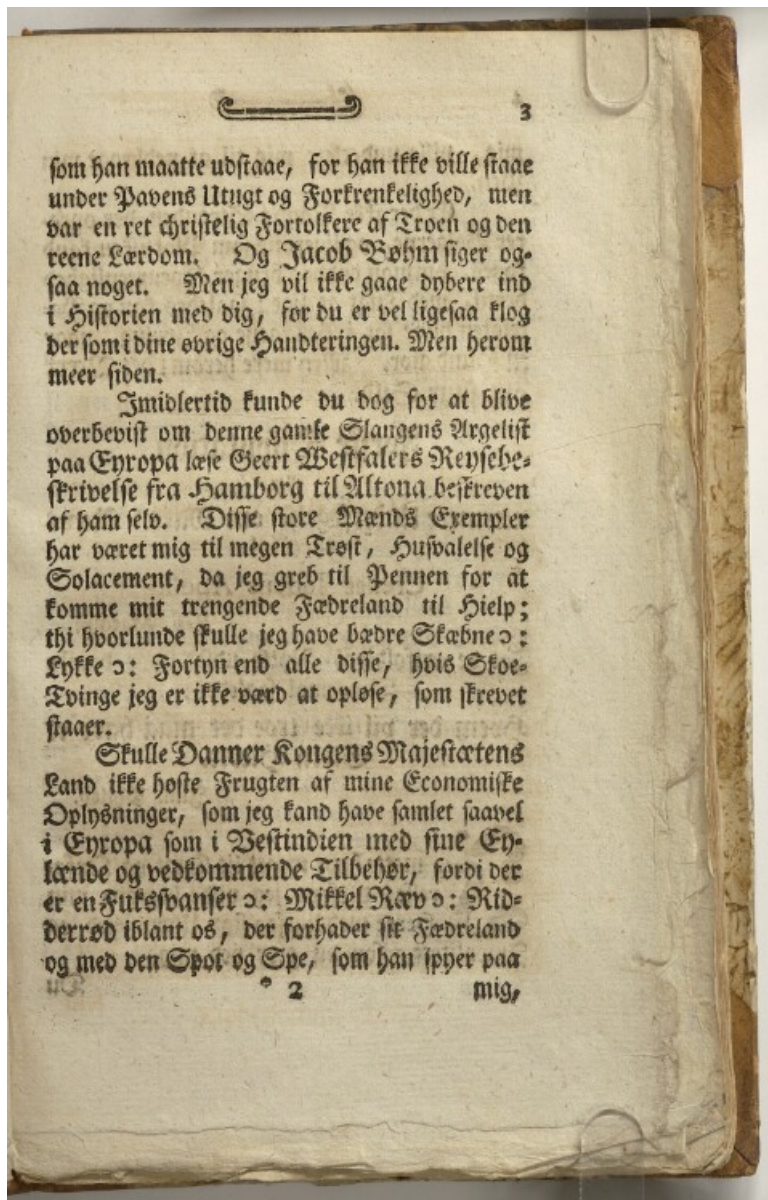 3
som han maatte udstaae, for han ikke ville staae
under Pavens Utugt og Forkrenkelighed, men
var en ret christelig Fortolkere af Troen og den
reene Lærdom. Og Jacob Bøhm siger og-
saa noget. Men jeg vil ikke gaae dybere ind
i Historien med dig, for du er vel ligesaa klog
der som i dine øvrige Handteringen. Men herom
meer siden.
Imidlertid kunde du dog for at blive
overbevist om denne gamle Slangens Argelist
paa Evropa læse Geert Westfalers Reysebe-
skrivelse fra Hamborg til Altona beskreven
af ham selv. Disse store Mænds Exempler
har været mig til megen Trøst, Husvalelse og
Solacement, da jeg greb til Pennen for at
komme mit trengende Fædreland til Hielp;
thi hvorlunde skulle jeg have bædre Skæbne ɔ:
Lykke ɔ: Fortyn end alle disse, hvis Skoe-
Tvinge jeg er ikke værd at opløse, som skrevet
staaer.
Skulle Danner Kongens Majestætens
Land ikke høste Frugten af mine Economiske
Oplysninger, som jeg kand have samlet saavel
i Evropa som i Vestindien med sine Ey-
lænde og vedkommende Tilbehør, fordi der
er en Fukssvanser ɔ: Mikkel Ræv ɔ: Rid-
derrød iblant os, der forhader sit Fædreland
og med den Spot og Spe, som han spyer paa
* 2 mig,